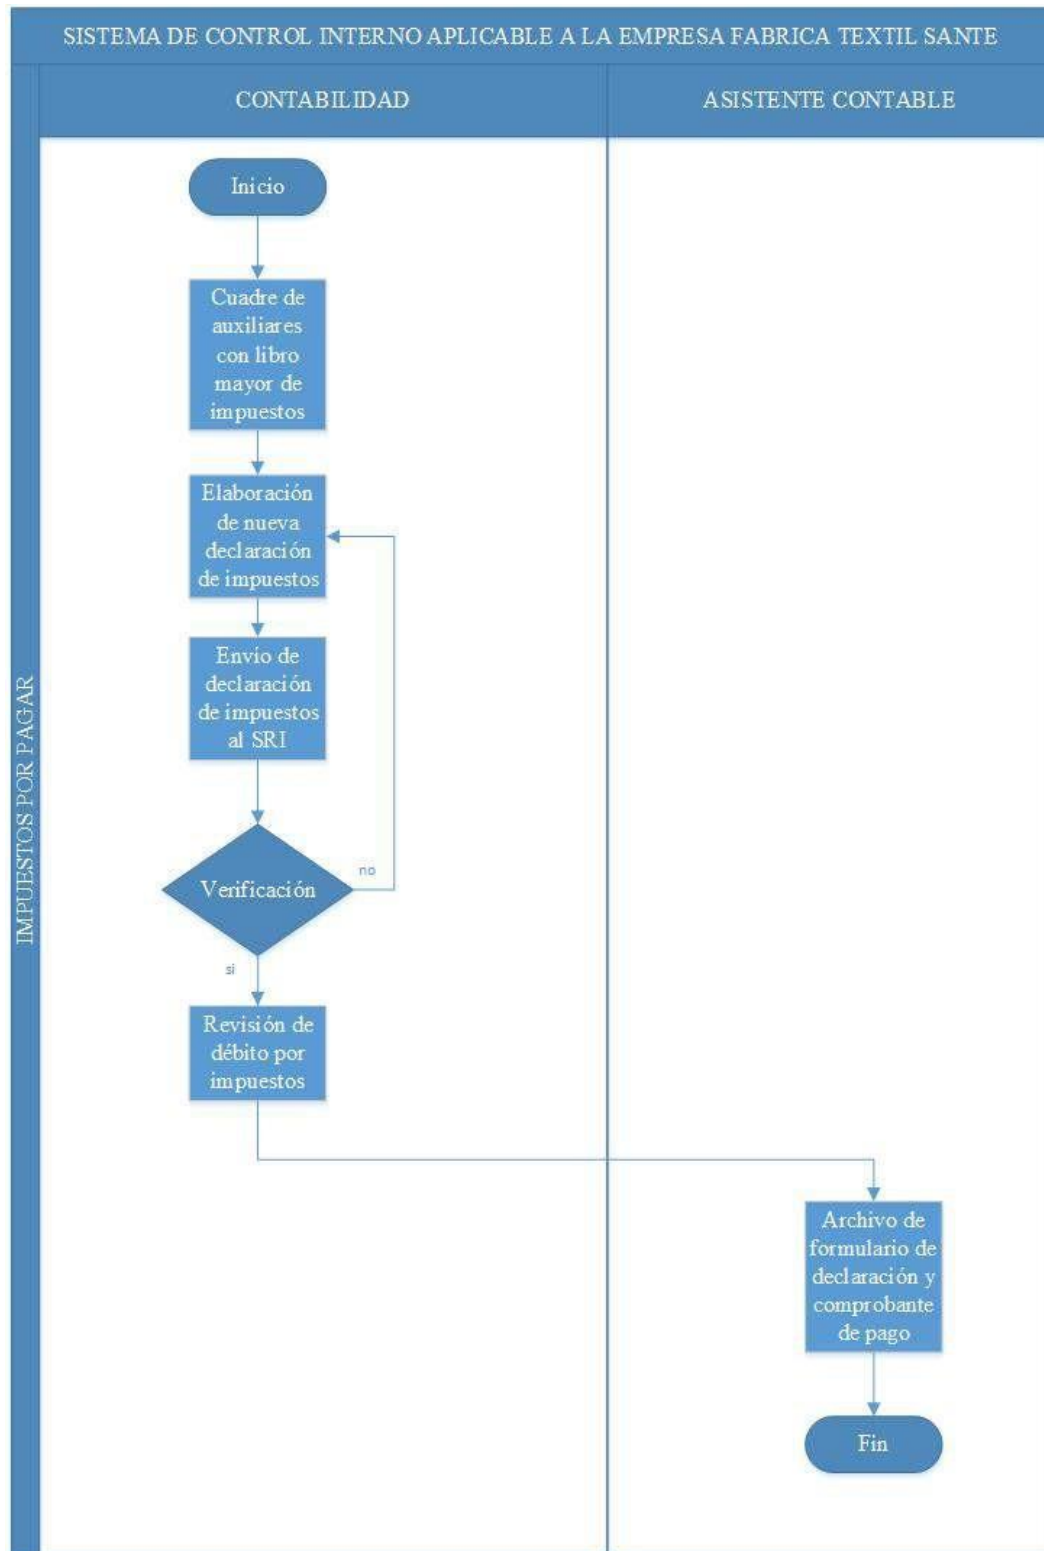 SISTEMA DE CONTROL INTERNO APLICABLE A LA EMPRESA FABRICA TEXTIL SANTE
CONTABILIDAD
ASISTENTE CONTABLE
IMPUESTOS POR PAGAR
Inicio
Cuadre de
auxiliares
con libro
mayor de
impuestos
Elaboración
de nueva
declaración
de impuestos
Envío de
declaración
de impuestos
al SRI
Verificación
no
si
Revisión de
débito por
impuestos
Archivo de
formulario de
declaración y
comprobante
de pago
Fin